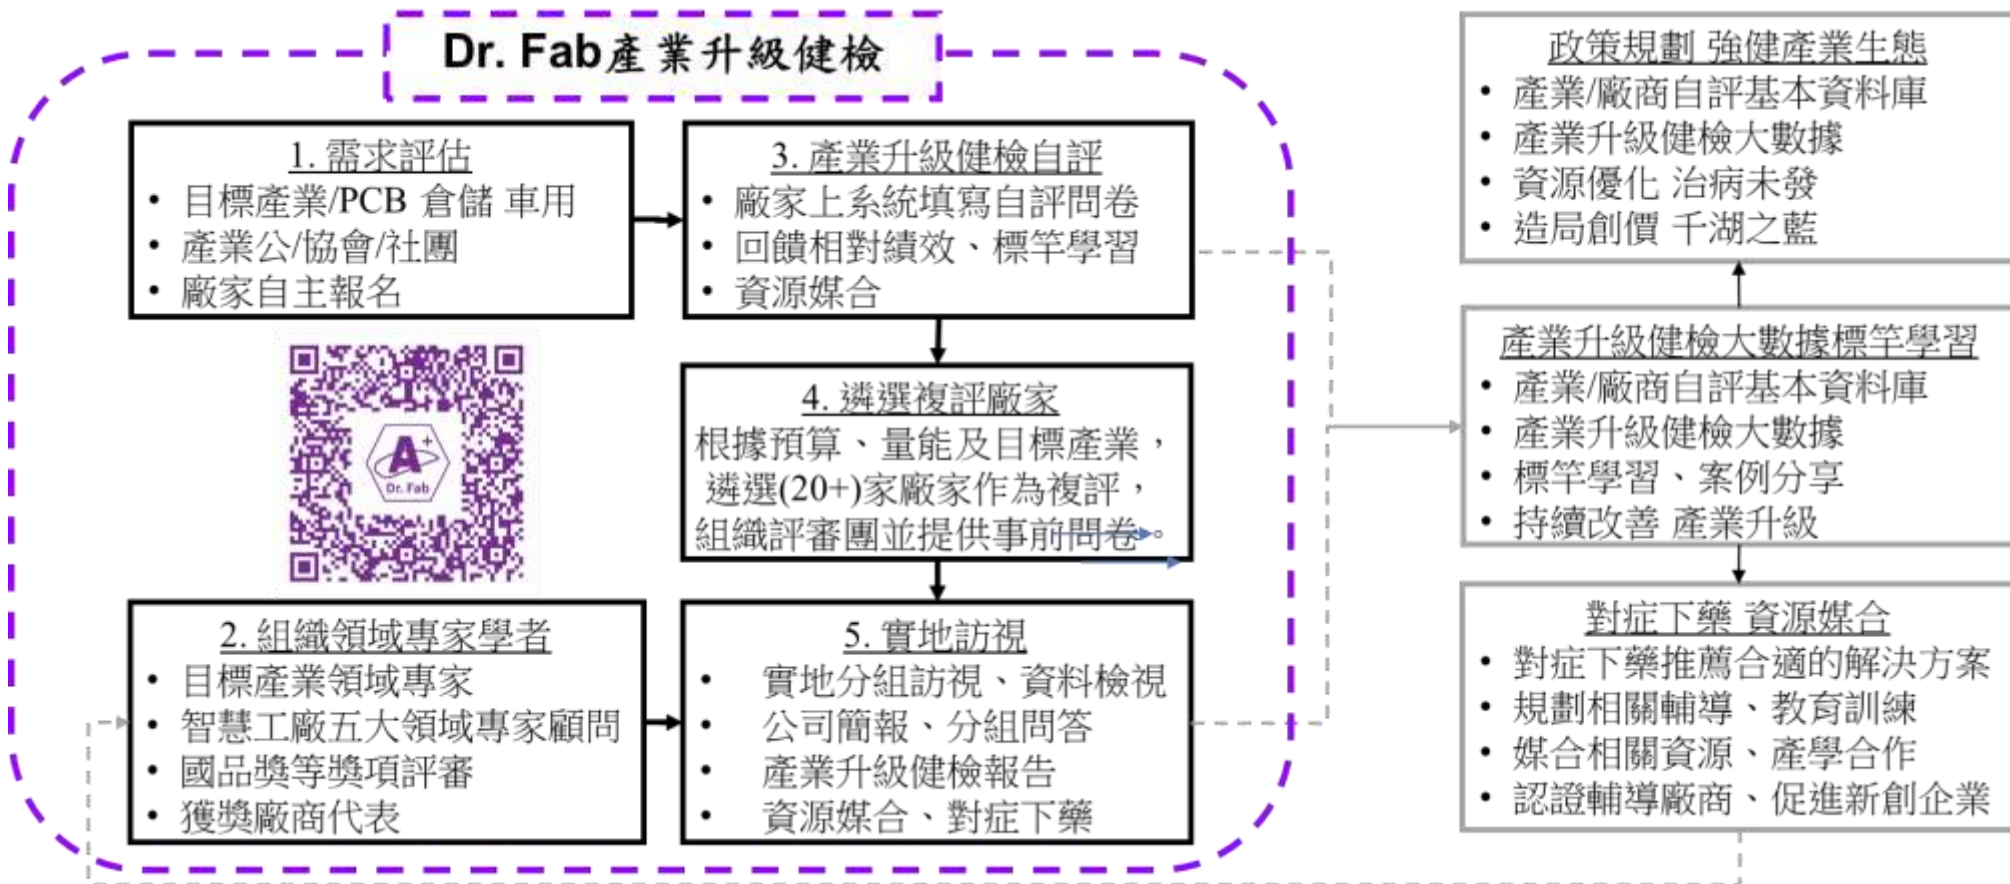 Dr. Fab產業升級健檢
1. 需求評估
• 目標產業/PCB 倉儲 車用
• 產業公/協會/社團
• 廠家自主報名
A+
Dr. Fab
2. 組織領域專家學者
• 目標產業領域專家
• 智慧工廠五大領域專家顧問
• 國品獎等獎項評審
• 獲獎廠商代表
3. 產業升級健檢自評
• 廠家上系統填寫自評問卷
• 回饋相對績效、標竿學習
• 資源媒合
4. 遴選複評廠家
根據預算、量能及目標產業，
遴選(20+)家廠家作為複評，
組織評審團並提供事前問卷。
5. 實地訪視
• 實地分組訪視、資料檢視
• 公司簡報、分組問答
• 產業升級健檢報告
• 資源媒合、對症下藥
政策規劃 強健產業生態
• 產業/廠商自評基本資料庫
• 產業升級健檢大數據
• 資源優化 治病未發
• 造局創價 千湖之藍
產業升級健檢大數據標竿學習
• 產業/廠商自評基本資料庫
• 產業升級健檢大數據
• 標竿學習、案例分享
• 持續改善 產業升級
對症下藥 資源媒合
• 對症下藥推薦合適的解決方案
• 規劃相關輔導、教育訓練
• 媒合相關資源、產學合作
• 認證輔導廠商、促進新創企業